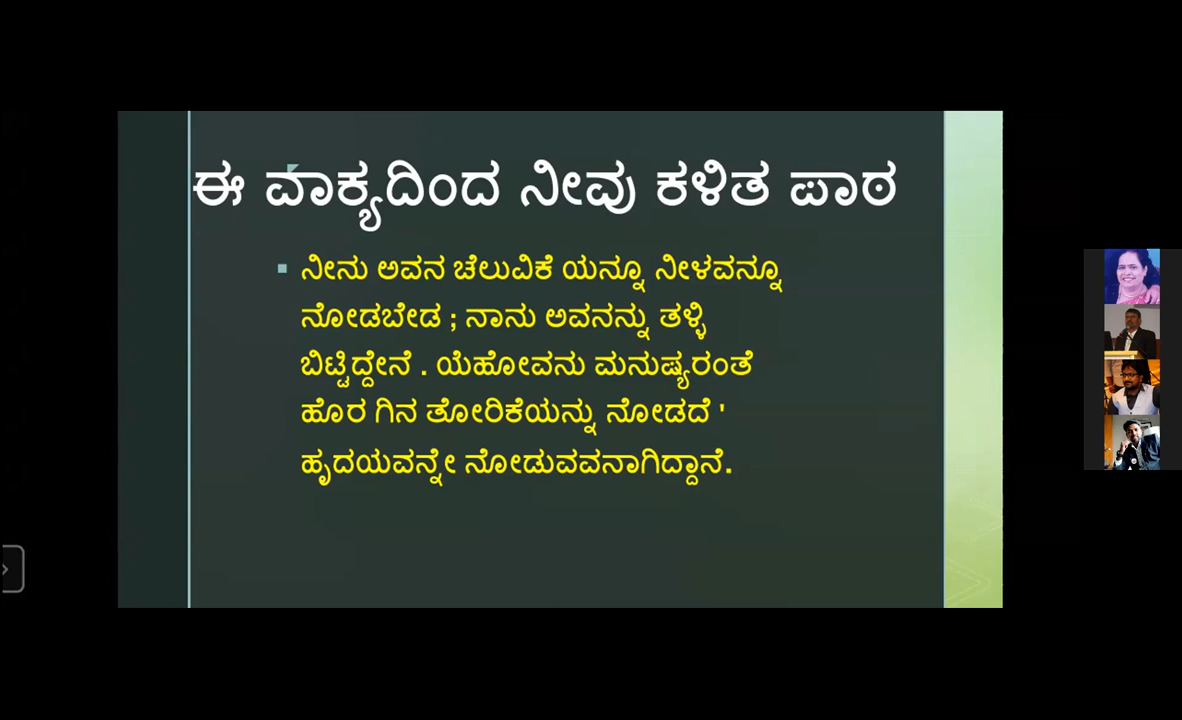 ಈ ವಾಕ್ಯದಿಂದ ನೀವು ಕಳಿತ ಪಾಠ
ನೀನು ಅವನ ಚೆಲುವಿಕೆ ಯನ್ನೂ ನೀಳವನ್ನೂ
ನೋಡಬೇಡ ; ನಾನು ಅವನನ್ನು ತಳ್ಳಿ
ಬಿಟ್ಟಿದ್ದೇನೆ . ಯೆಹೋವನು ಮನುಷ್ಯರಂತೆ
ಹೊರ ಗಿನ ತೋರಿಕೆಯನ್ನು ನೋಡದೆ '
ಹೃದಯವನ್ನೇ ನೋಡುವವನಾಗಿದ್ದಾನೆ.